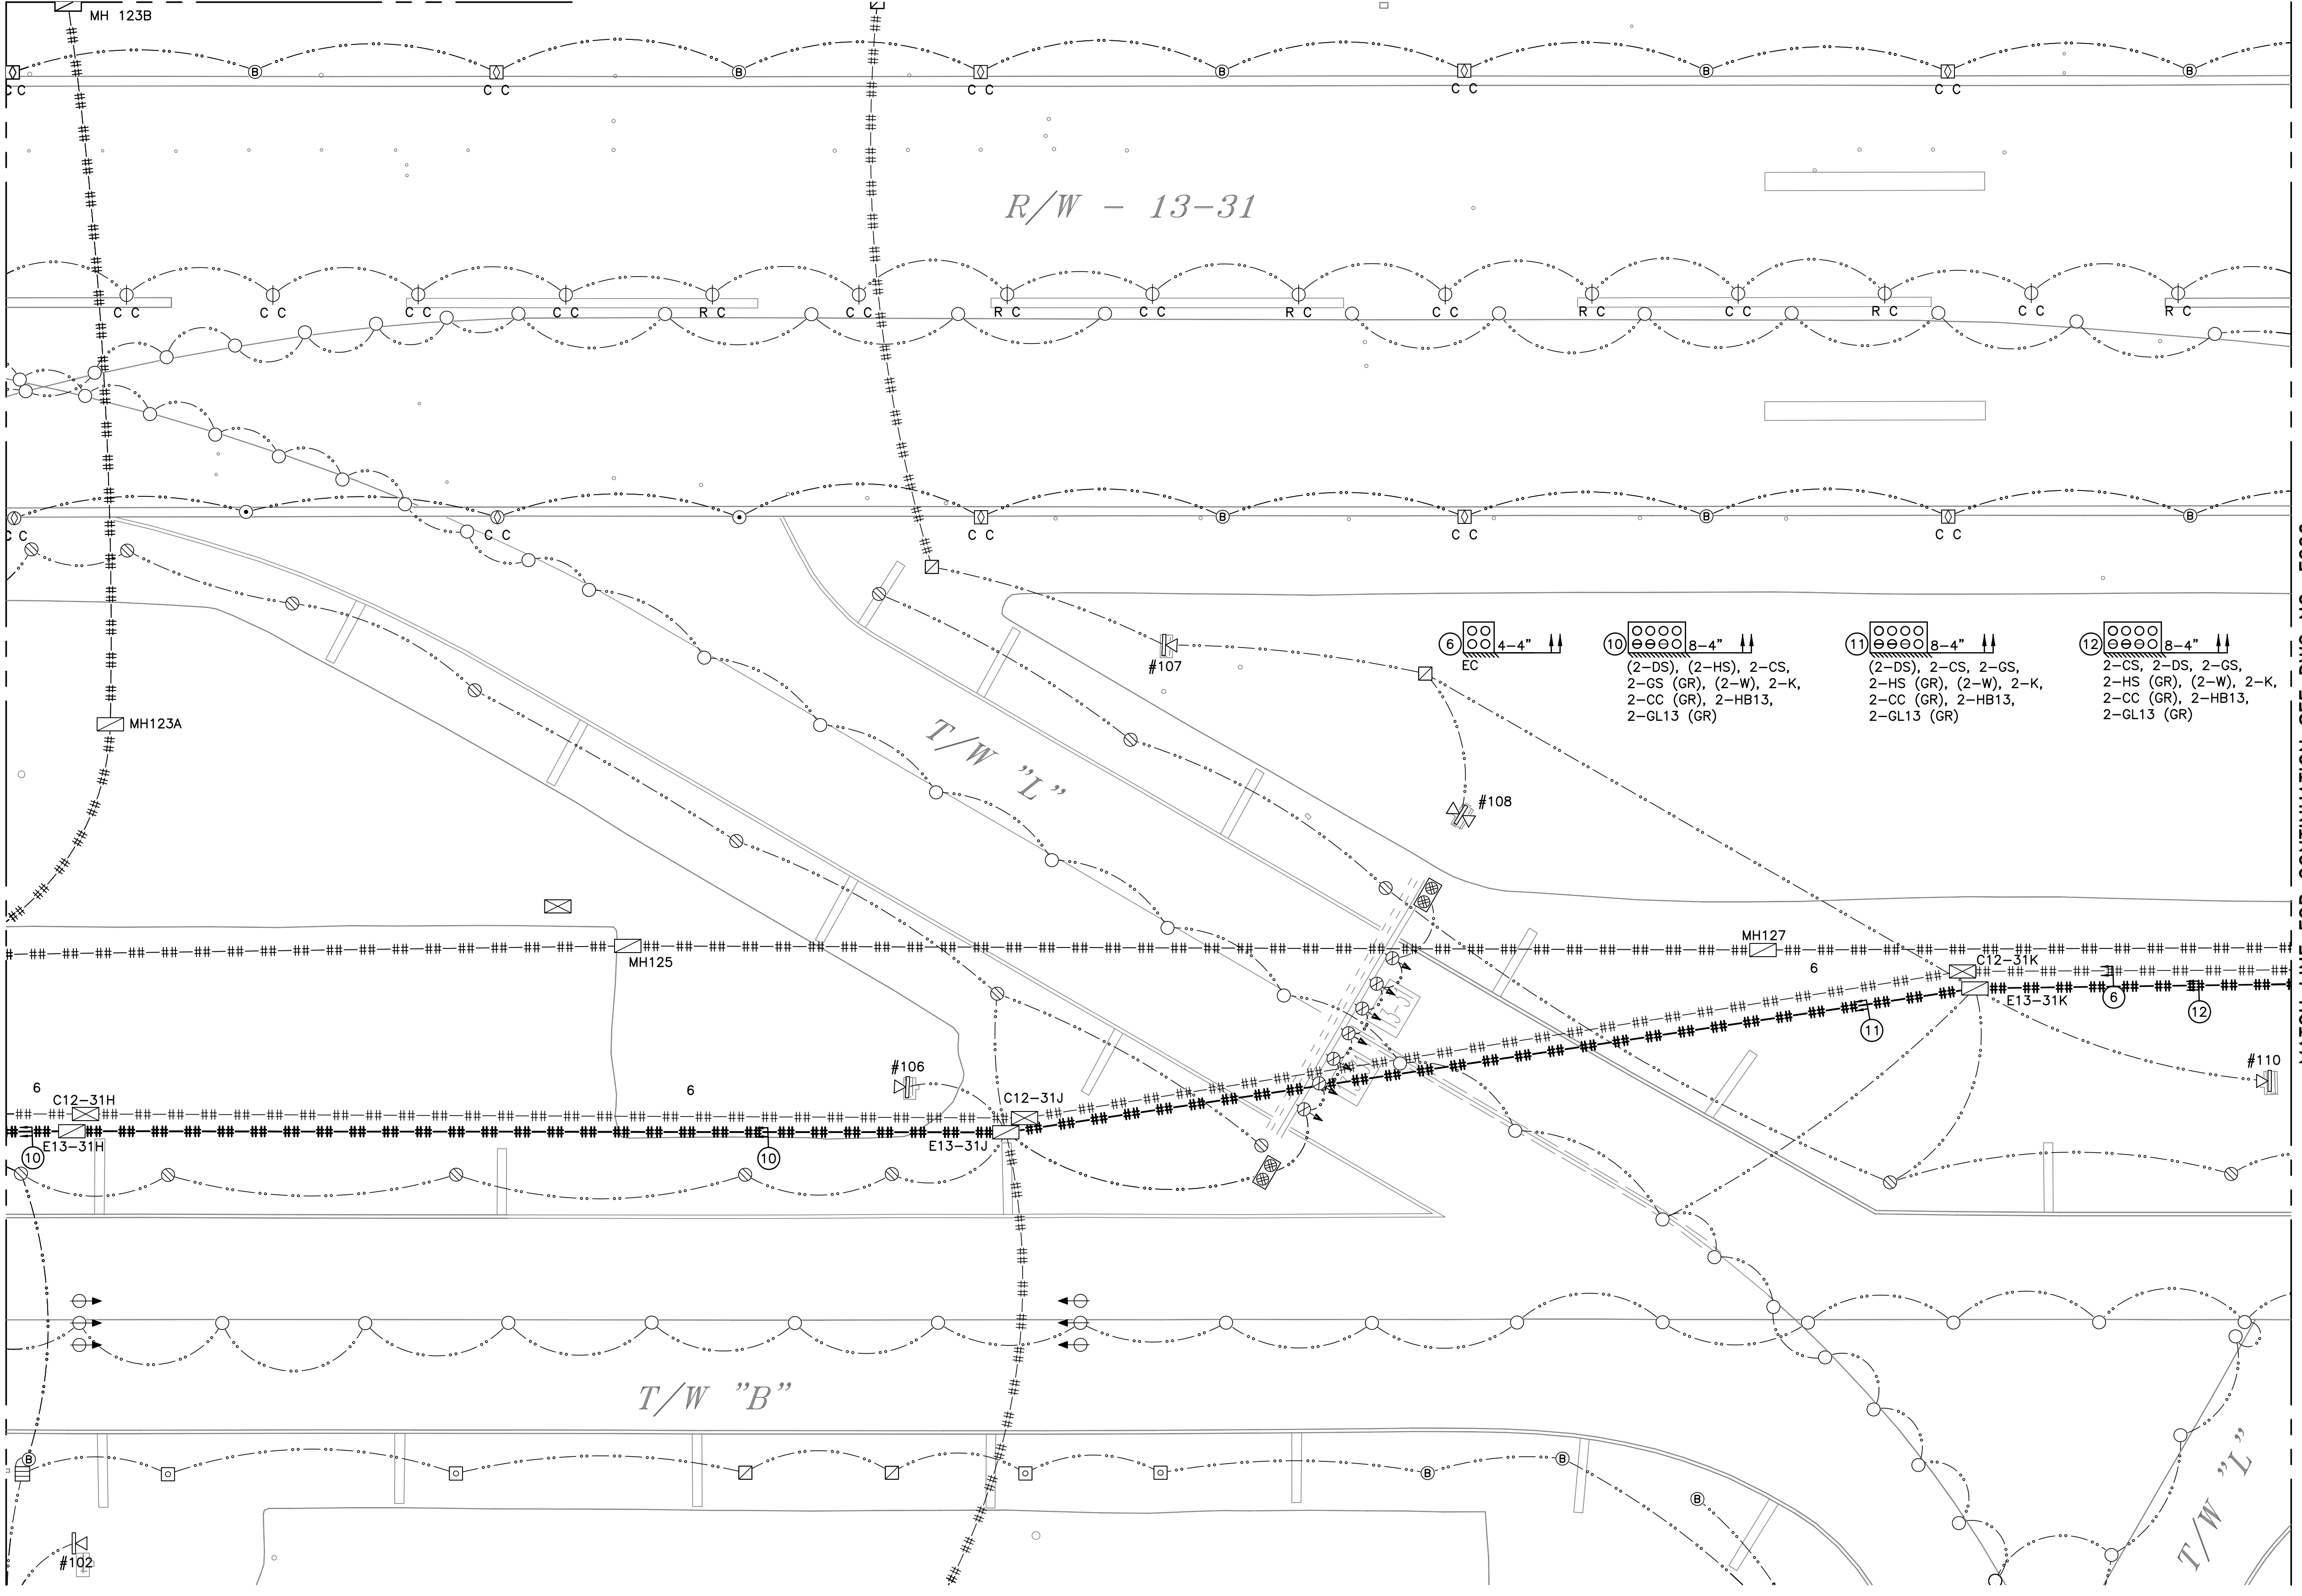 MH 123B
C C
C C
C C
C C
C C
R/W - 13-31
C C
C C
C C
C C
R C
C C
R C
C C
R C
C C
R C
C C
R C
C C
R C
C C
C C
C C
C C
C C
6
4-4"
EC
10
8-4"
(2-DS), (2-HS), 2-CS,
2-GS (GR), (2-W), 2-K,
2-CC (GR), 2-HB13,
2-GL13 (GR)
11
8-4"
(2-DS), 2-CS, 2-GS,
2-HS (GR), (2-W), 2-K,
2-CC (GR), 2-HB13,
2-GL13 (GR)
12
8-4"
2-CS, 2-DS, 2-GS,
2-HS (GR), (2-W), 2-K,
2-CC (GR), 2-HB13,
2-GL13 (GR)
#107
MH123A
T/W "L"
#108
MH125
MH127
6
C12-31K
E13-31K
6
12
11
#106
#110
6
C12-31H
6
C12-31J
E13-31H
E13-31J
10
10
T/W "B"
T/W "L"
#102